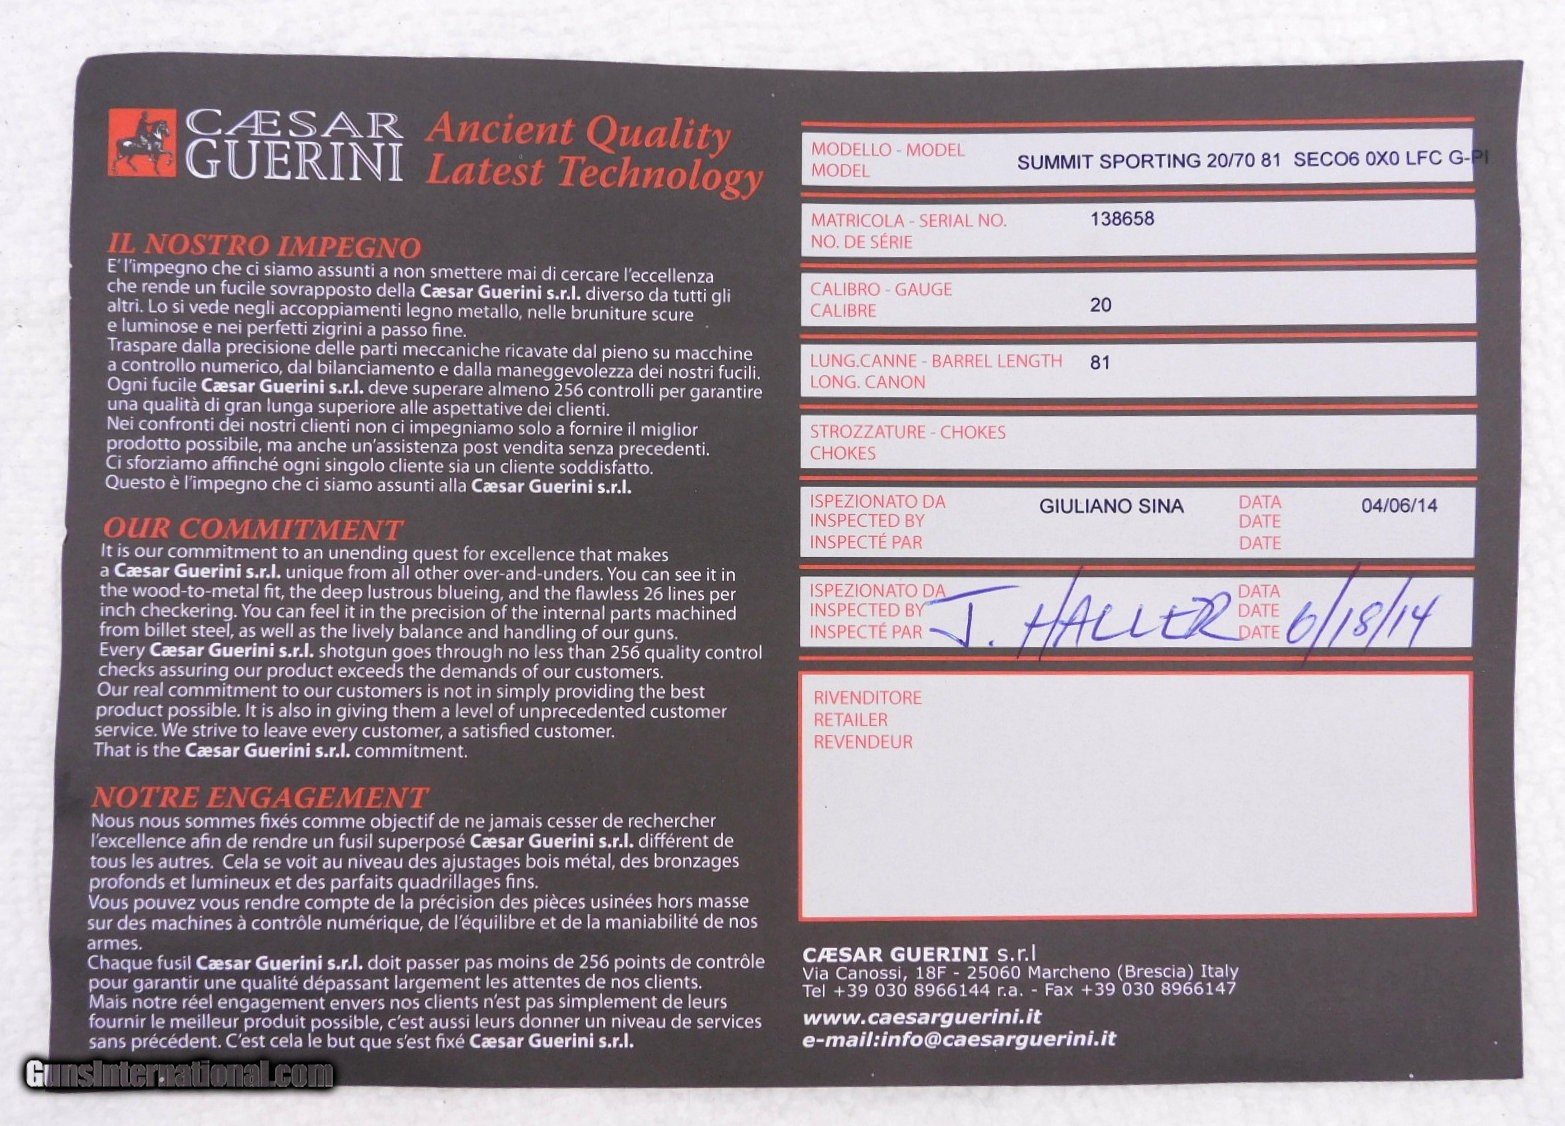 CÆSAR
GUERINI
Ancient Quality
Latest Technology
IL NOSTRO IMPEGNO
E' l'impegno che ci siamo assunti a non smettere mai di cercare l'eccellenza
che rende un fucile sovrapposto della Cæsar Guerini s.r.l. diverso da tutti gli
altri. Lo si vede negli accoppiamenti legno metallo, nelle bruniture scure
e luminose e nei perfetti zigrini a passo fine.
Traspare dalla precisione delle parti meccaniche ricavate dal pieno su macchine
a controllo numerico, dal bilanciamento e dalla maneggevolezza dei nostri fucili.
Ogni fucile Cæsar Guerini s.r.l. deve superare almeno 256 controlli per garantire
una qualità di gran lunga superiore alle aspettative dei clienti.
Nei confronti dei nostri clienti non ci impegniamo solo a fornire il miglior
prodotto possibile, ma anche un'assistenza post vendita senza precedenti.
Ci sforziamo affinché ogni singolo cliente sia un cliente soddisfatto.
Questo è l'impegno che ci siamo assunti alla Cæsar Guerini s.r.l.
OUR COMMITMENT
It is our commitment to an unending quest for excellence that makes
a Cæsar Guerini s.r.l. unique from all other over-and-unders. You can see it in
the wood-to-metal fit, the deep lustrous blueing, and the flawless 26 lines per
inch checkering. You can feel it in the precision of the internal parts machined
from billet steel, as well as the lively balance and handling of our guns.
Every Cæsar Guerini s.r.l. shotgun goes through no less than 256 quality control
checks assuring our product exceeds the demands of our customers.
Our real commitment to our customers is not in simply providing the best
product possible. It is also in giving them a level of unprecedented customer
service. We strive to leave every customer, a satisfied customer.
That is the Cæsar Guerini s.r.l. commitment.
NOTRE ENGAGEMENT
Nous nous sommes fixés comme objectif de ne jamais cesser de rechercher
l'excellence afin de rendre un fusil superposé Cæsar Guerini s.r.l. différent de
tous les autres. Cela se voit au niveau des ajustages bois métal, des bronzages
profonds et lumineux et des parfaits quadrillages fins.
Vous pouvez vous rendre compte de la précision des pièces usinées hors masse
sur des machines à contrôle numérique, de l'équilibre et de la maniabilité de nos
armes.
Chaque fusil Cæsar Guerini s.r.l. doit passer pas moins de 256 points de contrôle
pour garantir une qualité dépassant largement les attentes de nos clients.
Mais notre réel engagement envers nos clients n'est pas simplement de leurs
fournir le meilleur produit possible, c'est aussi leurs donner un niveau de services
sans précédent. C'est cela le but que s'est fixé Cæsar Guerini s.r.l.
MODELLO - MODEL
MODEL
SUMMIT SPORTING 20/70 81 SECO6 0X0 LFC G-PI
MATRICOLA - SERIAL NO. 138658
NO. DE SÉRIE
CALIBRO - GAUGE
CALIBRE
20
LUNG.CANNE - BARREL LENGTH 81
LONG. CANON
STROZZATURE - CHOKES
CHOKES
ISPEZIONATO DA
INSPECTED BY
INSPECTÉ PAR
GIULIANO SINA
DATA
DATE
DATE
04/06/14
ISPEZIONATO DA
INSPECTED BY
INSPECTÉ PAR
J. HALLER
DATA
DATE
DATE
6/18/14
RIVENDITORE
RETAILER
REVENDEUR
CÆSAR GUERINI s.r.l
Via Canossi, 18F - 25060 Marcheno (Brescia) Italy
Tel +39 030 8966144 r.a. - Fax +39 030 8966147
www.caesarguerini.it
e-mail:info@caesarguerini.it
GunsInternational.com